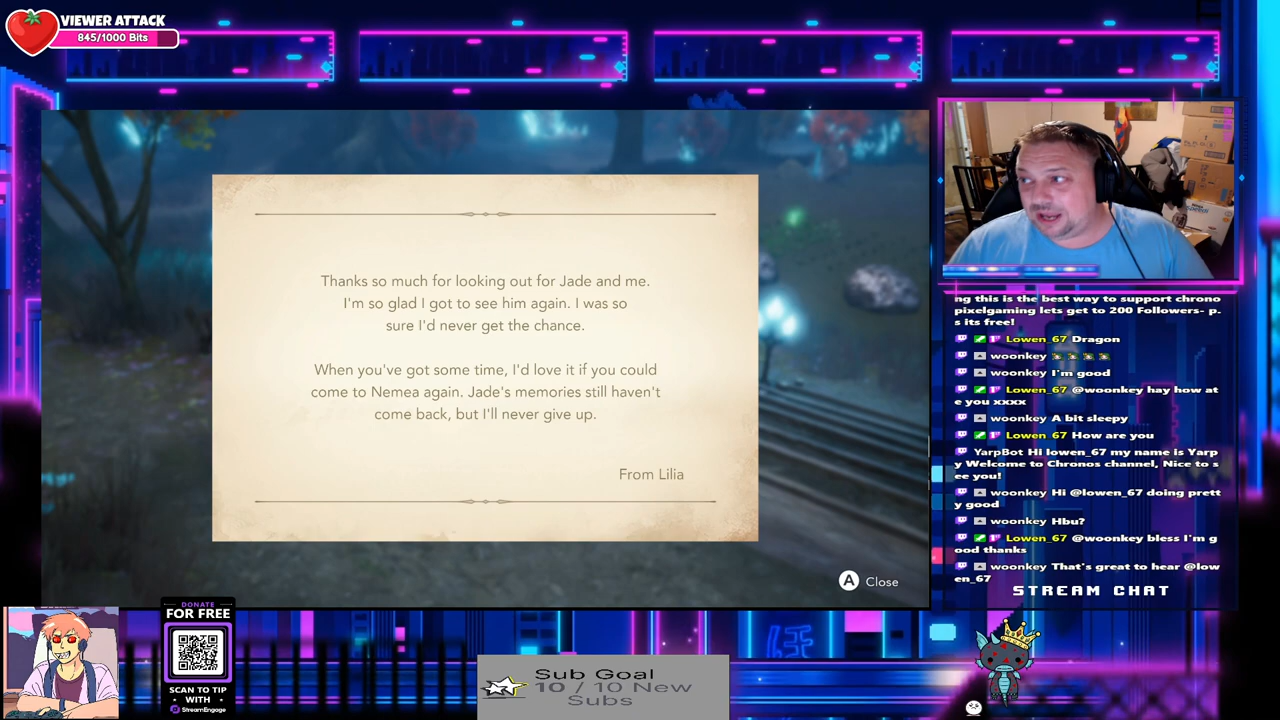 VIEWER ATTACK
845/1000 Bits
Thanks so much for looking out for Jade and me.
I'm so glad I got to see him again. I was so
sure I'd never get the chance.
When you've got some time, I'd love it if you could
come to Nemea again. Jade's memories still haven't
come back, but I'll never give up.
From Lilia
A Close
ng this is the best way to support chrono
pixelgaming lets get to 200 Followers- p.
s its free!
Lowen_67 Dragon
woonkey
woonkey I'm good
Lowen_67 @woonkey hay how at
e you xxxx
woonkey A bit sleepy
Lowen_67 How are you
YarpBot Hi lowen_67 my name is Yarp
y Welcome to Chronos channel, Nice to s
ee you!
woonkey Hi @lowen_67 doing prett
y good
woonkey Hbu?
Lowen_67 @woonkey bless I'm g
ood thanks
woonkey That's great to hear @low
en_67
STREAM CHAT
DONATE
FOR FREE
SCAN TO TIP
WITH
StreamEngage
Sub Goal
10 / 10 New
Subs
ほ